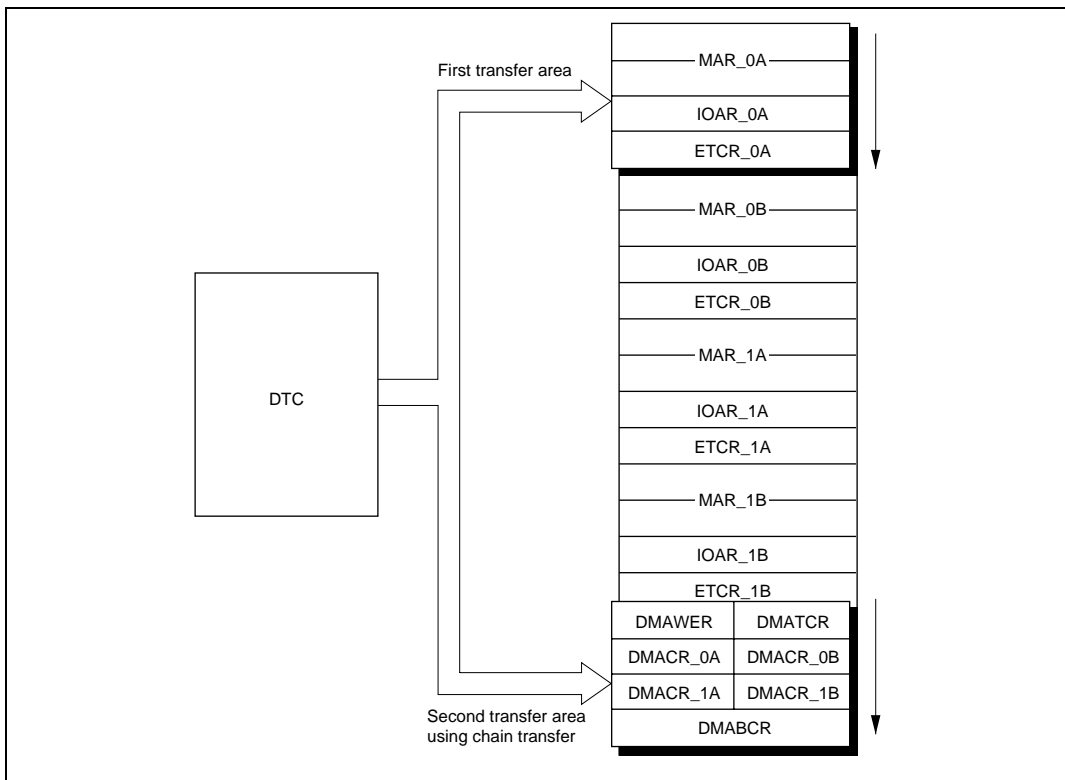 First transfer area
MAR_0A
IOAR_0A
ETCR_0A
MAR_0B
IOAR_0B
ETCR_0B
MAR_1A
IOAR_1A
ETCR_1A
MAR_1B
IOAR_1B
ETCR_1B
DTC
DMAWER DMATCR
DMACR_0A DMACR_0B
DMACR_1A DMACR_1B
DMABCR
Second transfer area
using chain transfer